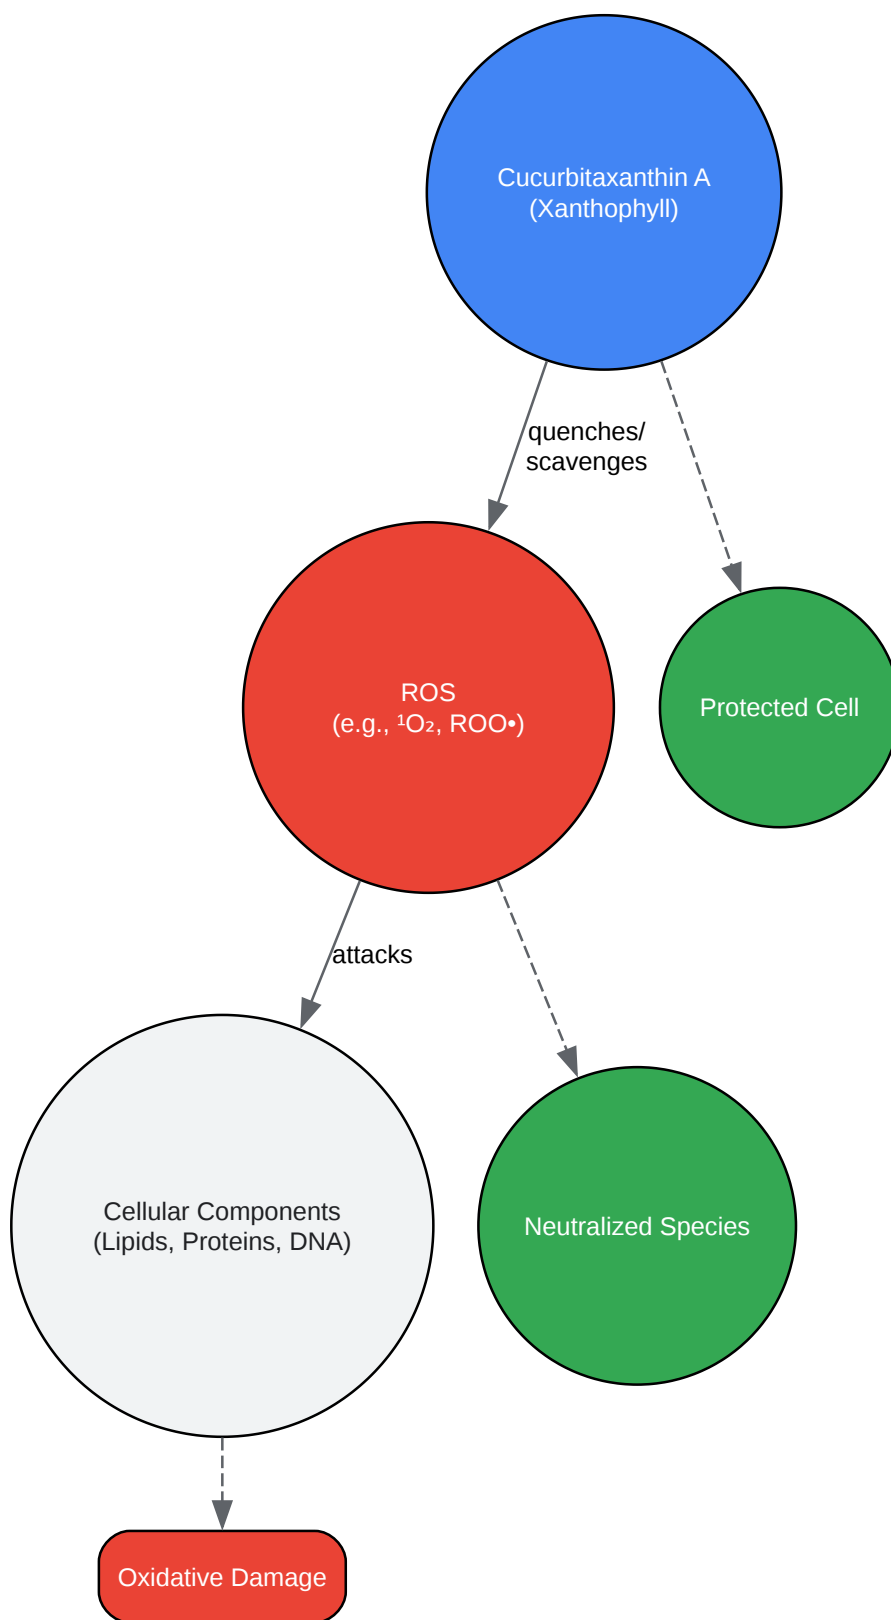 Cucurbitaxanthin A
(Xanthophyll)
quenches/
scavenges
ROS
(e.g., ¹O₂, ROO•)
Protected Cell
attacks
Cellular Components
(Lipids, Proteins, DNA)
Neutralized Species
Oxidative Damage